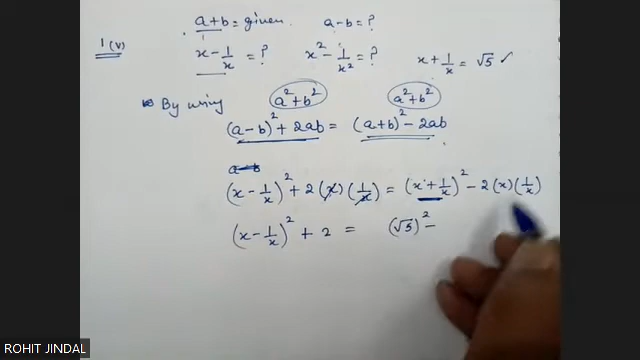 a+b = given a-b = ?
1(v)
x - 1/x = ? x² - 1/x² = ? x + 1/x = √5 ✓
By using a²+b² a²+b²
(a-b)² + 2ab = (a+b)² - 2ab
a-b
(x - 1/x)² + 2(x)(1/x) = (x + 1/x)² - 2(x)(1/x)
(x - 1/x)² + 2 = (√5)² -
ROHIT JINDAL